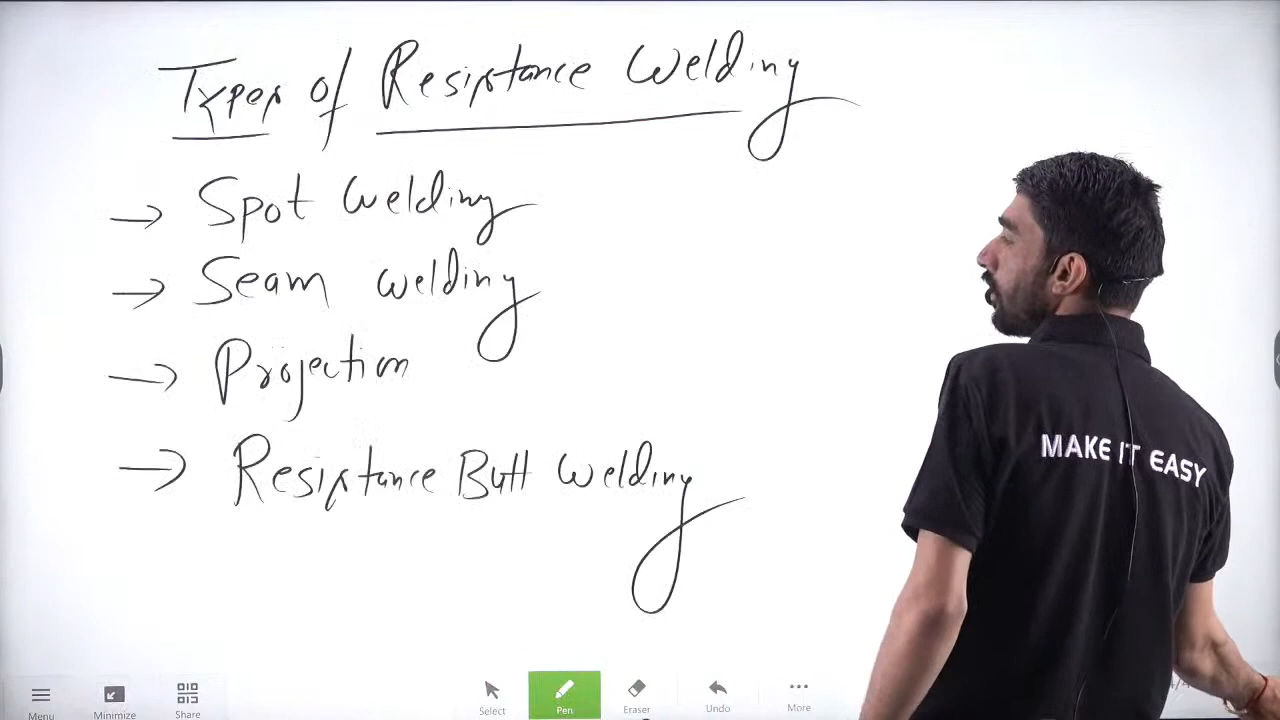 Types of Resistance Welding
→ Spot Welding
→ Seam welding
→ Projection
→ Resistance Butt Welding
MAKE IT EASY
Menu
Minimize
Share
Select
Pen
Eraser
Undo
More